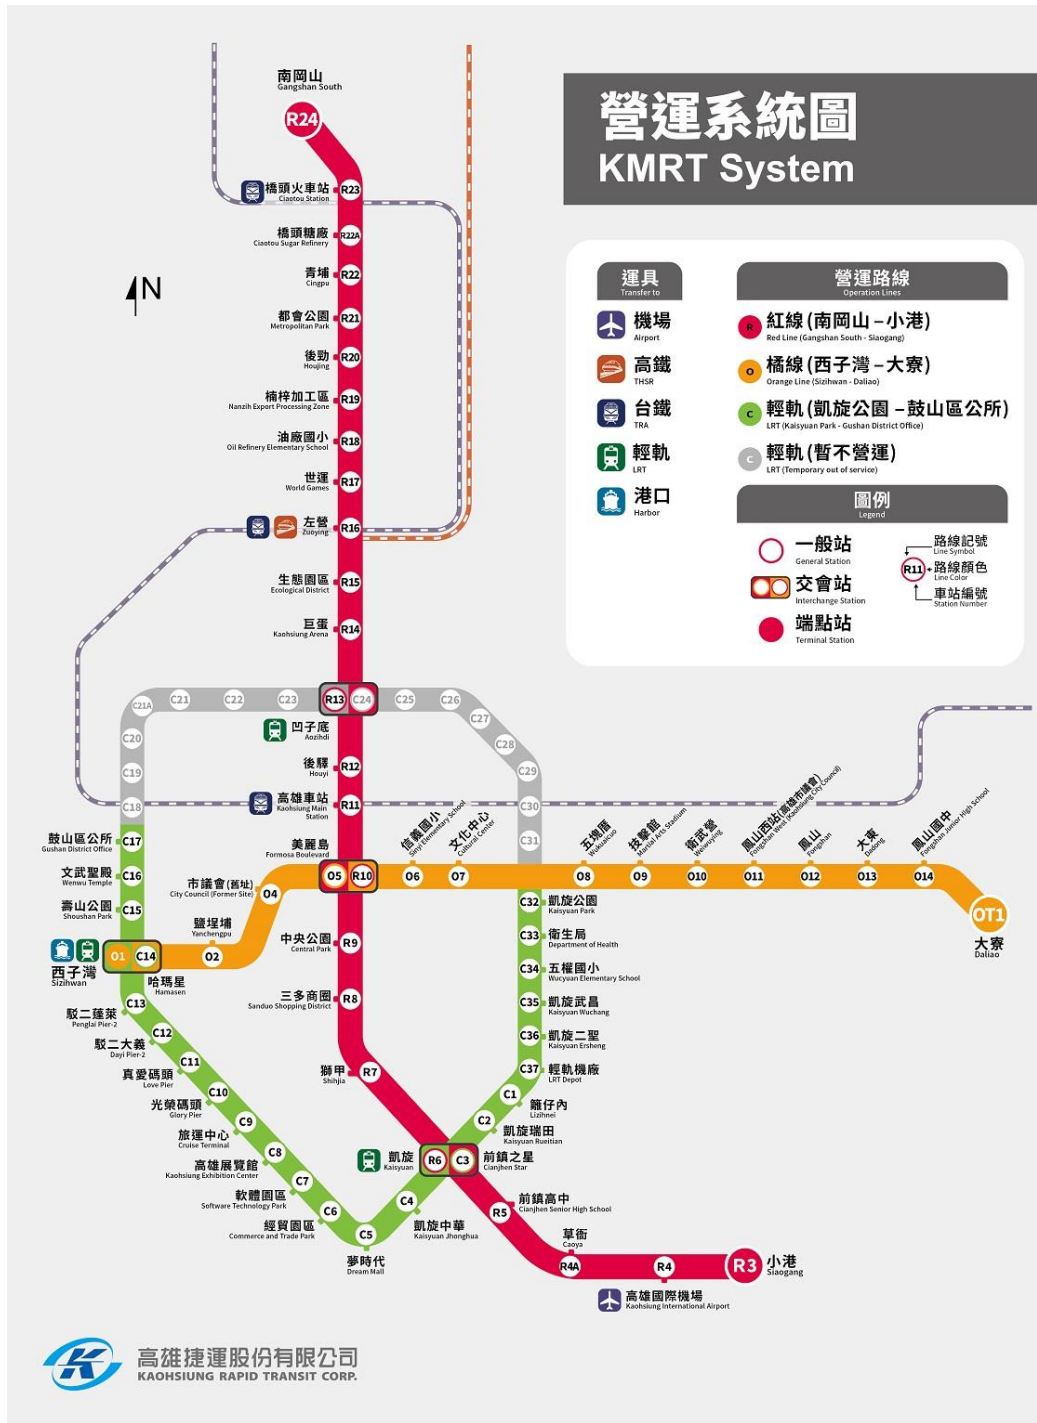 營運系統圖
KMRT System
運具
Transfer to
機場
Airport
高鐵
THSR
台鐵
TRA
輕軌
LRT
港口
Harbor
營運路線
Operation Lines
R
紅線(南岡山–小港)
Red Line (Gangshan South - Siaogang)
O
橘線(西子灣–大寮)
Orange Line (Sizihwan - Daliao)
C
輕軌(凱旋公園–鼓山區公所)
LRT (Kaisyuan Park - Gushan District Office)
C
輕軌(暫不營運)
LRT (Temporary out of service)
圖例
Legend
一般站
General Station
交會站
Interchange Station
端點站
Terminal Station
R11
路線記號
Line Symbol
路線顏色
Line Color
車站編號
Station Number
N
南岡山
Gangshan South
R24
橋頭火車站
Ciaotou Station
R23
橋頭糖廠
Ciaotou Sugar Refinery
R22A
青埔
Cingpu
R22
都會公園
Metropolitan Park
R21
後勁
Houjing
R20
楠梓加工區
Nanzih Export Processing Zone
R19
油廠國小
Oil Refinery Elementary School
R18
世運
World Games
R17
左營
Zuoying
R16
生態園區
Ecological District
R15
巨蛋
Kaohsiung Arena
R14
R13
C24
凹子底
Aozihdi
後驛
Houyi
R12
高雄車站
Kaohsiung Main
Station
R11
美麗島
Formosa Boulevard
O5
R10
中央公園
Central Park
R9
三多商圈
Sanduo Shopping District
R8
獅甲
Shihjia
R7
凱旋
Kaisyuan
R6
C3
前鎮之星
Cianjhen Star
R5
前鎮高中
Cianjhen Senior High School
草衙
Caoya
R4A
R4
高雄國際機場
Kaohsiung International Airport
R3
小港
Siaogang
C21A
C21
C22
C23
C25
C26
C27
C28
C29
C30
C31
C20
C19
C18
鼓山區公所
Gushan District Office
C17
文武聖殿
Wenwu Temple
C16
壽山公園
Shoushan Park
C15
西子灣
Sizihwan
O1
C14
哈瑪星
Hamasen
鹽埕埔
Yanchengpu
O2
市議會(舊址)
City Council (Former Site)
O4
信義國小
Sinyi Elementary School
O6
文化中心
Cultural Center
O7
五塊厝
Wukuaicuo
O8
技擊館
Martial Arts Stadium
O9
衛武營
Weiwuying
O10
鳳山西站(高雄市議會)
Fongshan West (Kaohsiung City Council)
O11
鳳山
Fongshan
O12
大東
Dadong
O13
鳳山國中
Fongshan Junior High School
O14
OT1
大寮
Daliao
C32
凱旋公園
Kaisyuan Park
C33
衛生局
Department of Health
C34
五權國小
Wucyuan Elementary School
C35
凱旋武昌
Kaisyuan Wuchang
C36
凱旋二聖
Kaisyuan Ersheng
C37
輕軌機廠
LRT Depot
C1
籬仔內
Lizihnei
C2
凱旋瑞田
Kaisyuan Rueitian
C4
凱旋中華
Kaisyuan Jhonghua
C5
夢時代
Dream Mall
C6
經貿園區
Commerce and Trade Park
C7
軟體園區
Software Technology Park
C8
高雄展覽館
Kaohsiung Exhibition Center
C9
旅運中心
Cruise Terminal
C10
光榮碼頭
Glory Pier
C11
真愛碼頭
Love Pier
C12
駁二大義
Dayi Pier-2
C13
駁二蓬萊
Penglai Pier-2
K
高雄捷運股份有限公司
KAOHSIUNG RAPID TRANSIT CORP.